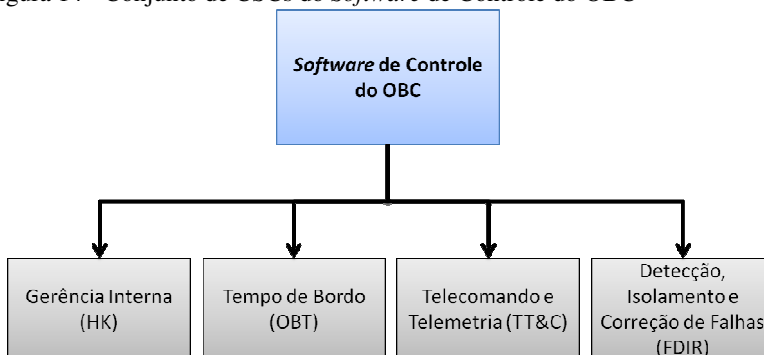 Software de Controle
do OBC
Gerência Interna
(HK)
Tempo de Bordo
(OBT)
Telecomando e
Telemetria (TT&C)
Detecção,
Isolamento e
Correção de Falhas
(FDIR)